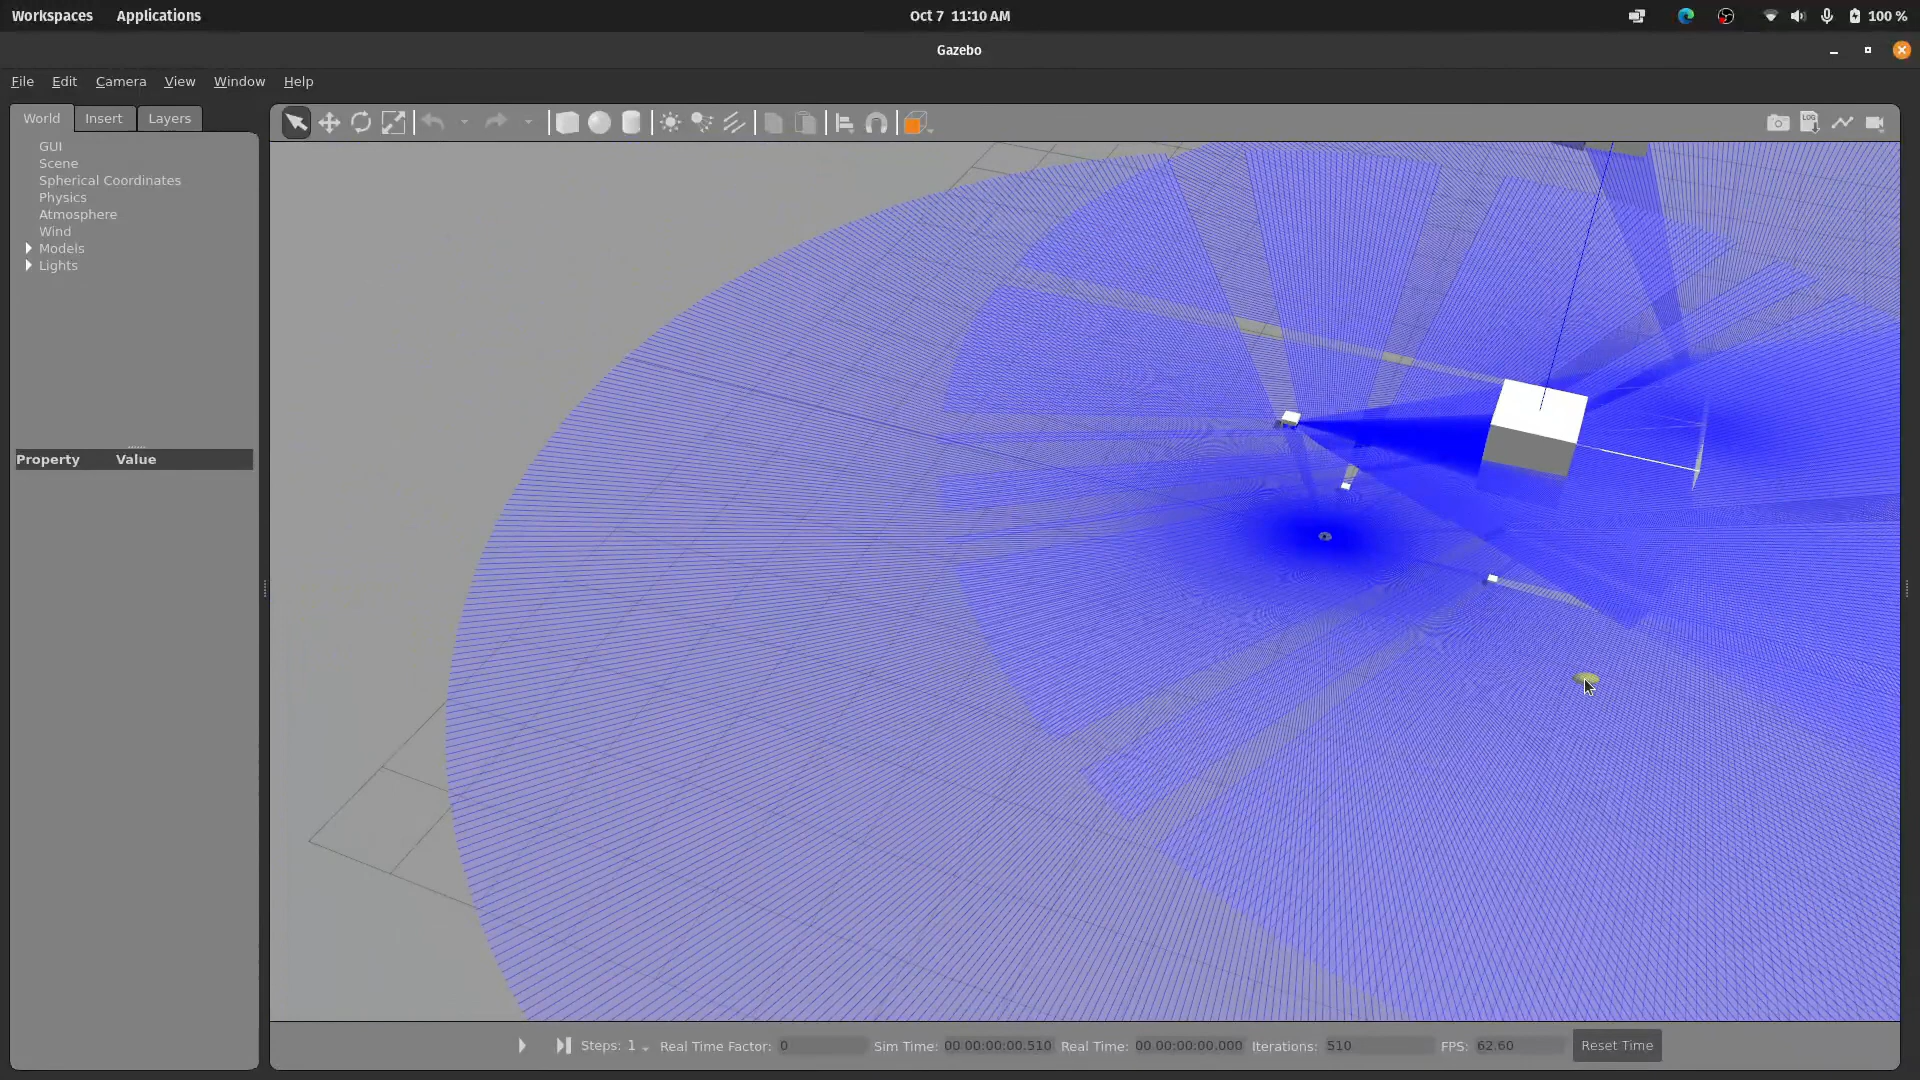 Workspaces Applications Oct 7 11:10 AM 100 %
Gazebo
File Edit Camera View Window Help
World Insert Layers
LOG
GUI
Scene
Spherical Coordinates
Physics
Atmosphere
Wind
Models
Lights
Property Value
Steps: 1 Real Time Factor: 0 Sim Time: 00 00:00:00.510 Real Time: 00 00:00:00.000 Iterations: 510 FPS: 62.60 Reset Time